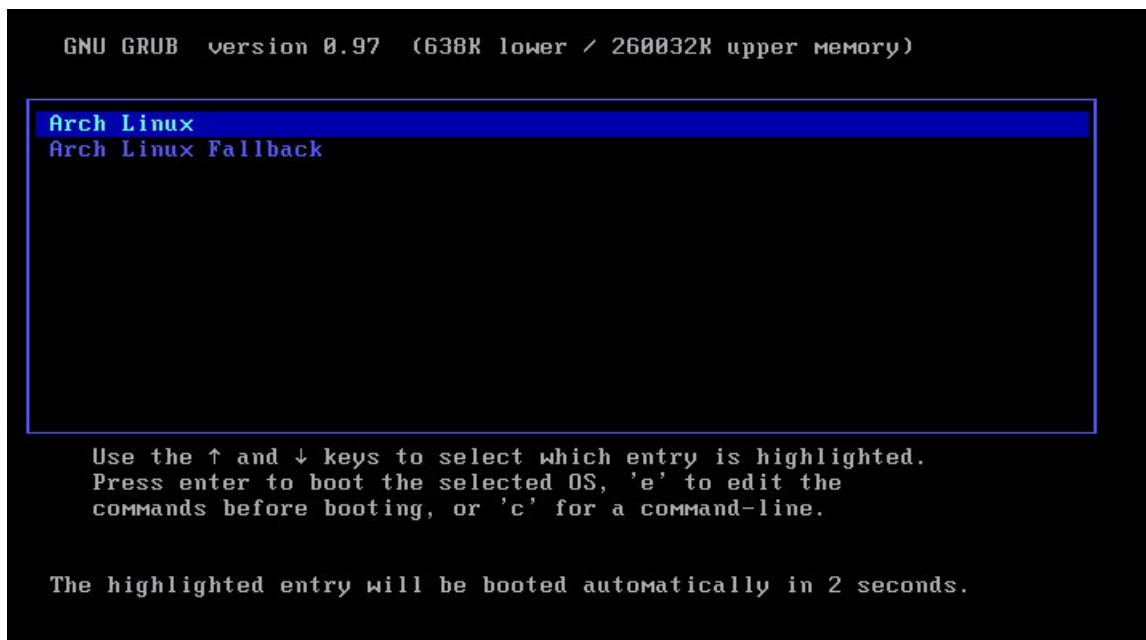 GNU GRUB  version 0.97  (638K lower / 260032K upper memory)
Arch Linux
Arch Linux Fallback
Use the ↑ and ↓ keys to select which entry is highlighted.
Press enter to boot the selected OS, 'e' to edit the
commands before booting, or 'c' for a command-line.
The highlighted entry will be booted automatically in 2 seconds.